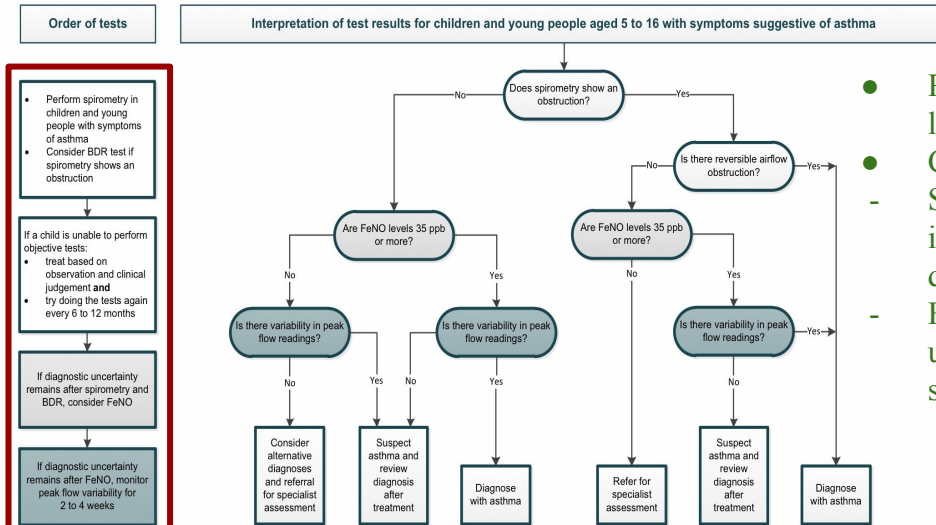 Order of tests
Interpretation of test results for children and young people aged 5 to 16 with symptoms suggestive of asthma
• Perform spirometry in
children and young
people with symptoms
of asthma
• Consider BDR test if
spirometry shows an
obstruction
If a child is unable to perform
objective tests:
• treat based on
observation and clinical
judgement and
• try doing the tests again
every 6 to 12 months
If diagnostic uncertainty
remains after spirometry and
BDR, consider FeNO
If diagnostic uncertainty
remains after FeNO, monitor
peak flow variability for
2 to 4 weeks
Does spirometry show an
obstruction?
No
Yes
Is there reversible airflow
obstruction?
No
Yes
Are FeNO levels 35 ppb
or more?
No
Yes
Are FeNO levels 35 ppb
or more?
No
Yes
Is there variability in peak
flow readings?
No
Yes
Is there variability in peak
flow readings?
No
Yes
Is there variability in peak
flow readings?
Yes
No
Consider
alternative
diagnoses
and referral
for specialist
assessment
Suspect
asthma and
review
diagnosis
after
treatment
Diagnose
with asthma
Refer for
specialist
assessment
Suspect
asthma and
review
diagnosis
after
treatment
Diagnose
with asthma